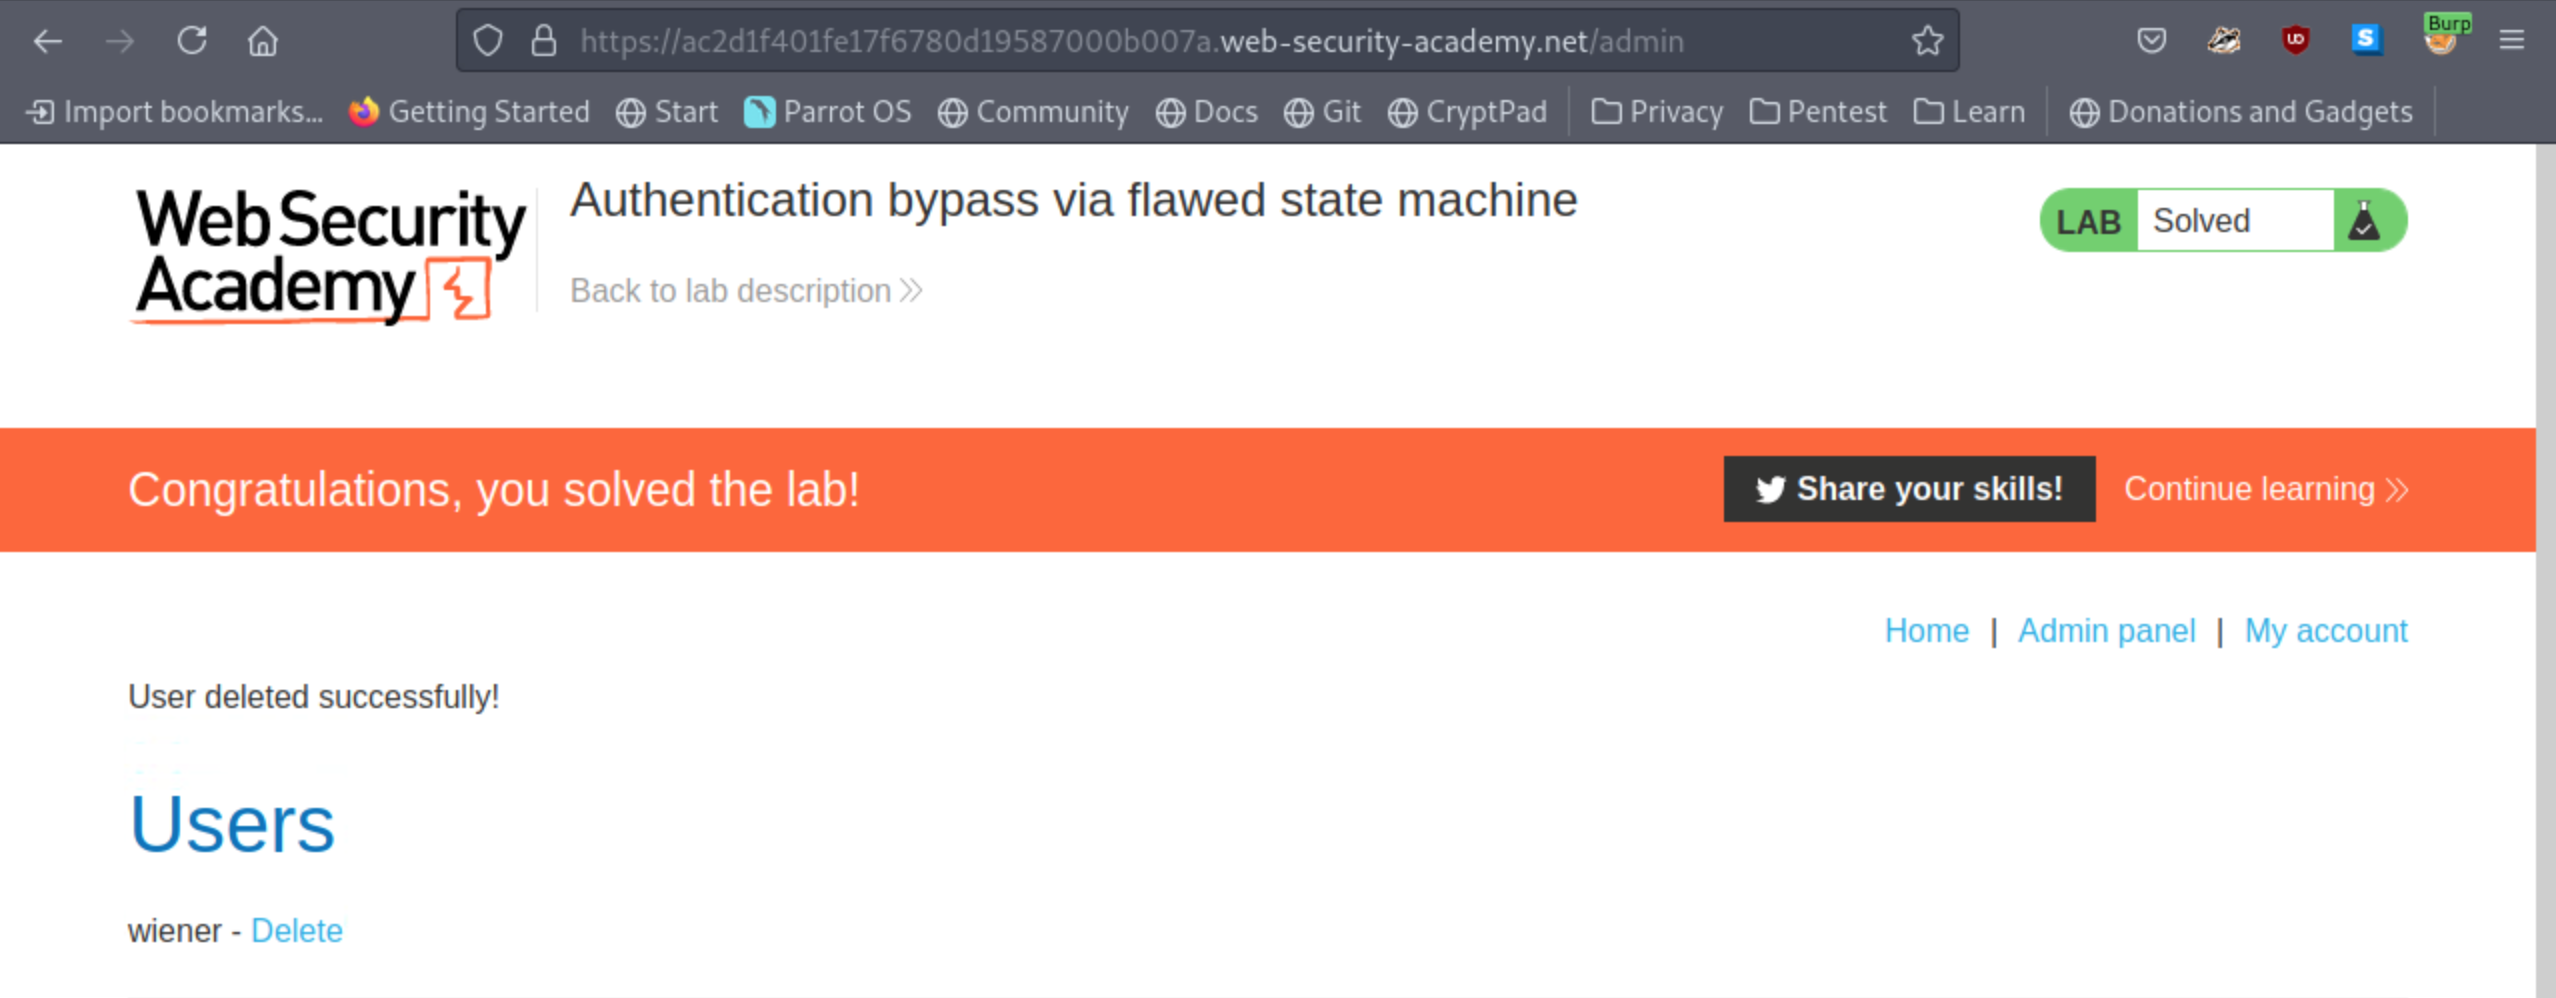 Burp
https://ac2d1f401fe17f6780d19587000b007a.web-security-academy.net/admin
Import bookmarks... Getting Started Start Parrot OS Community Docs Git CryptPad Privacy Pentest Learn Donations and Gadgets
Web Security
Academy
Authentication bypass via flawed state machine
Back to lab description
LAB Solved
Congratulations, you solved the lab!
Share your skills! Continue learning
Home | Admin panel | My account
User deleted successfully!
Users
wiener - Delete